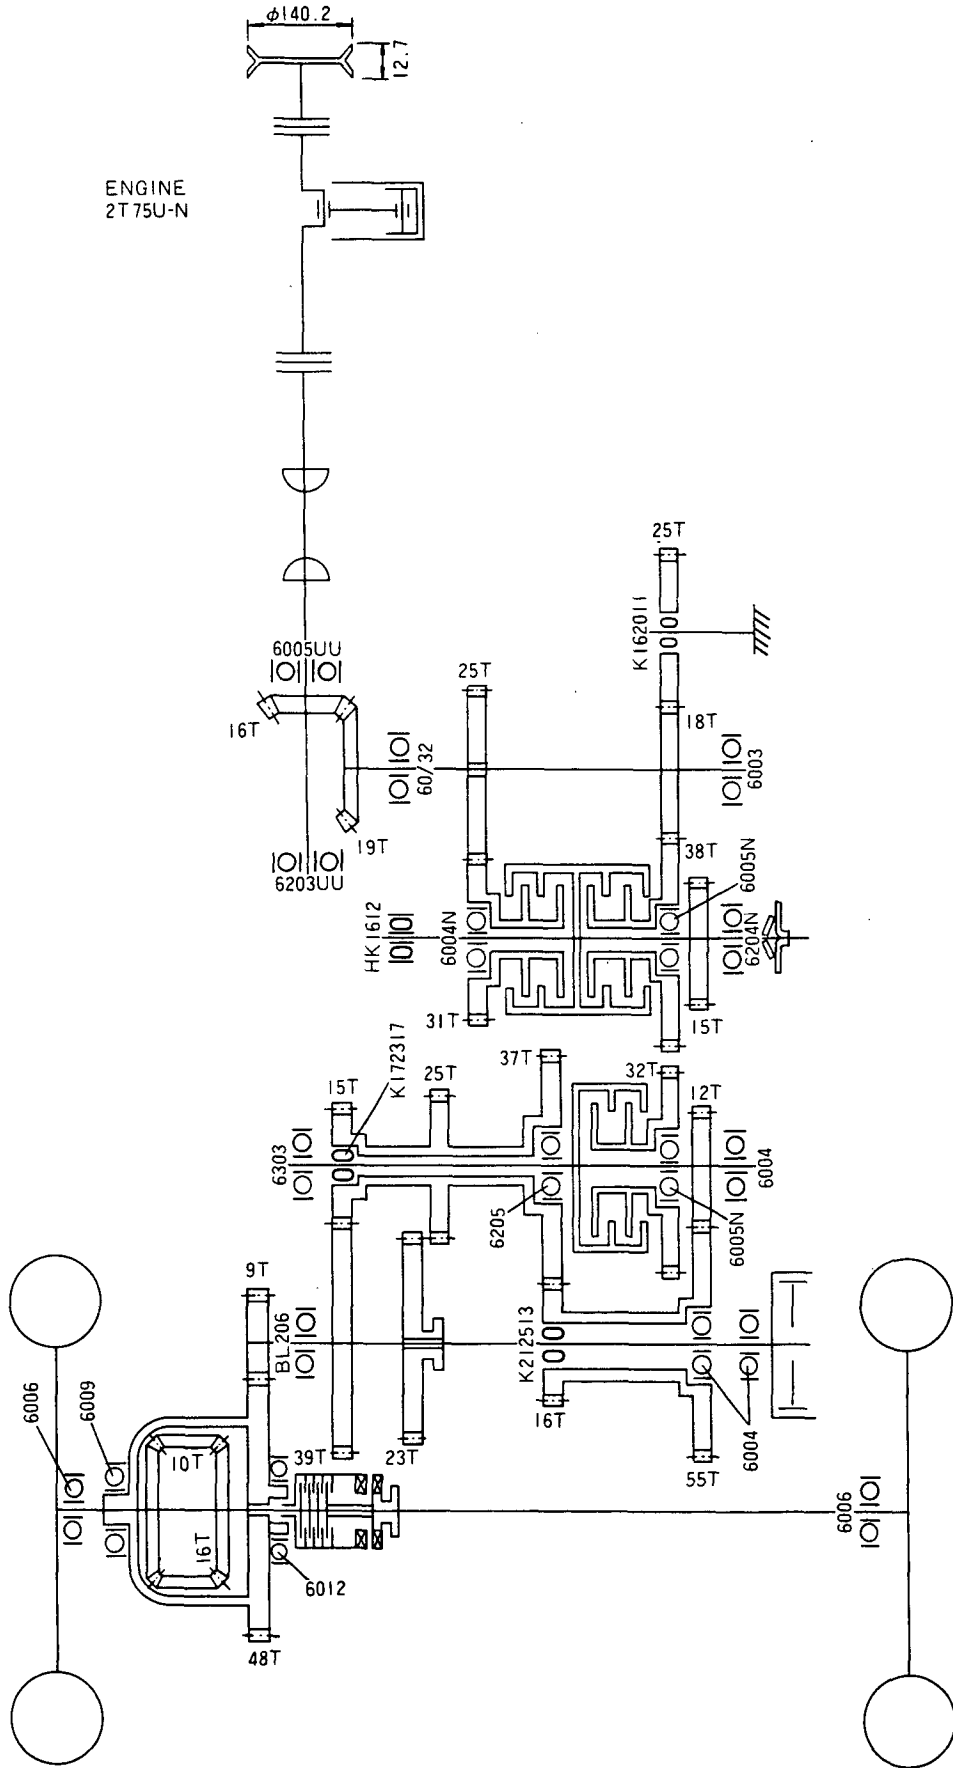 φ140.2
12.7
ENGINE
2T75U-N
25T
K162011
6005UU
16T
25T
18T
60/32
6003
19T
6203UU
38T
6005N
HK1612
6004N
6204N
31T
15T
K172317
37T
25T
15T
32T
12T
6303
6004
6205
6005N
9T
BL206
K212513
6006
6009
16T
6004
10T
39T
23T
55T
6006
16T
6012
48T